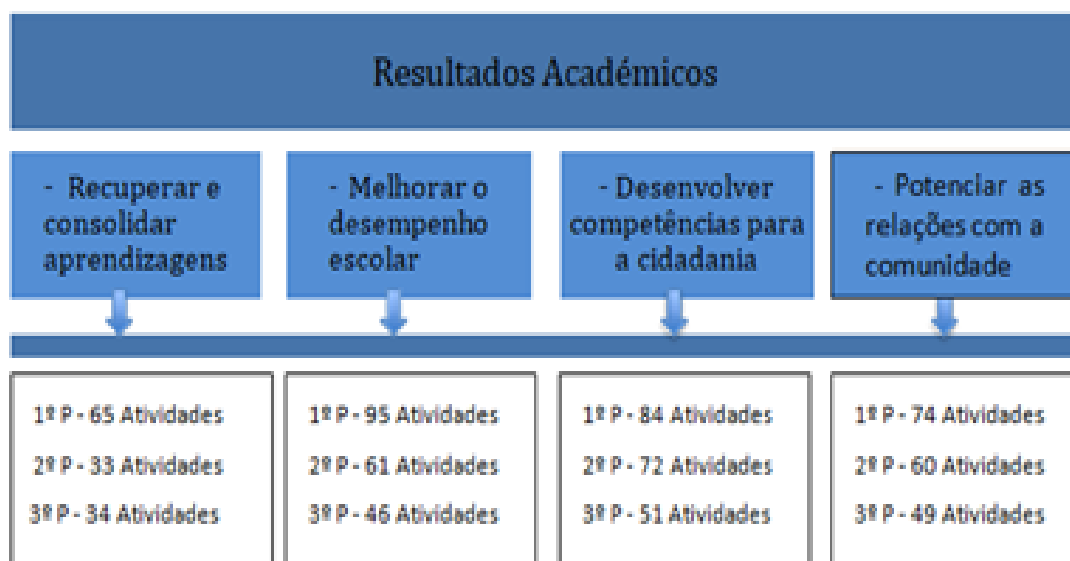 Resultados Académicos
- Recuperar e
consolidar
aprendizagens
- Melhorar o
desempenho
escolar
- Desenvolver
competências para
a cidadania
- Potenciar as
relações com a
comunidade
1º P - 65 Atividades
2º P - 33 Atividades
3º P - 34 Atividades
1º P - 95 Atividades
2º P - 61 Atividades
3º P - 46 Atividades
1º P - 84 Atividades
2º P - 72 Atividades
3º P - 51 Atividades
1º P - 74 Atividades
2º P - 60 Atividades
3º P - 49 Atividades